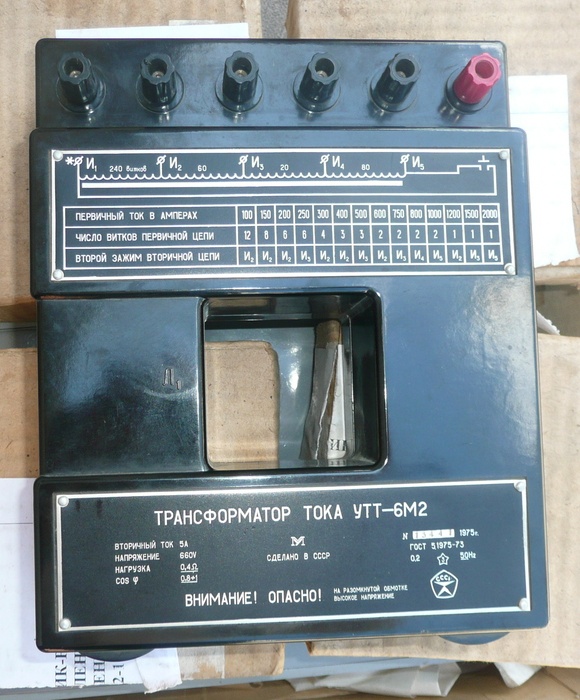 *И₁ 240 витков И₂ 60 И₃ 20 И₄ 80 И₅
ПЕРВИЧНЫЙ ТОК В АМПЕРАХ 100 150 200 250 300 400 500 600 750 800 1000 1200 1500 2000
ЧИСЛО ВИТКОВ ПЕРВИЧНОЙ ЦЕПИ 12 8 6 6 4 3 3 2 2 2 2 1 1 1
ВТОРОЙ ЗАЖИМ ВТОРИЧНОЙ ЦЕПИ И₂ И₂ И₂ И₃ И₂ И₂ И₃ И₂ И₃ И₄ И₅ И₂ И₃ И₅
Л₁
ТРАНСФОРМАТОР ТОКА УТТ-6М2
ВТОРИЧНЫЙ ТОК 5А
НАПРЯЖЕНИЕ 660V
НАГРУЗКА 0,4Ω
COS φ 0.8÷1
СДЕЛАНО В СССР
N 1975г.
ГОСТ 5.1975-73
0,2 2 50Hz
СССР
ВНИМАНИЕ! ОПАСНО! НА РАЗОМКНУТОЙ ОБМОТКЕ
ВЫСОКОЕ НАПРЯЖЕНИЕ